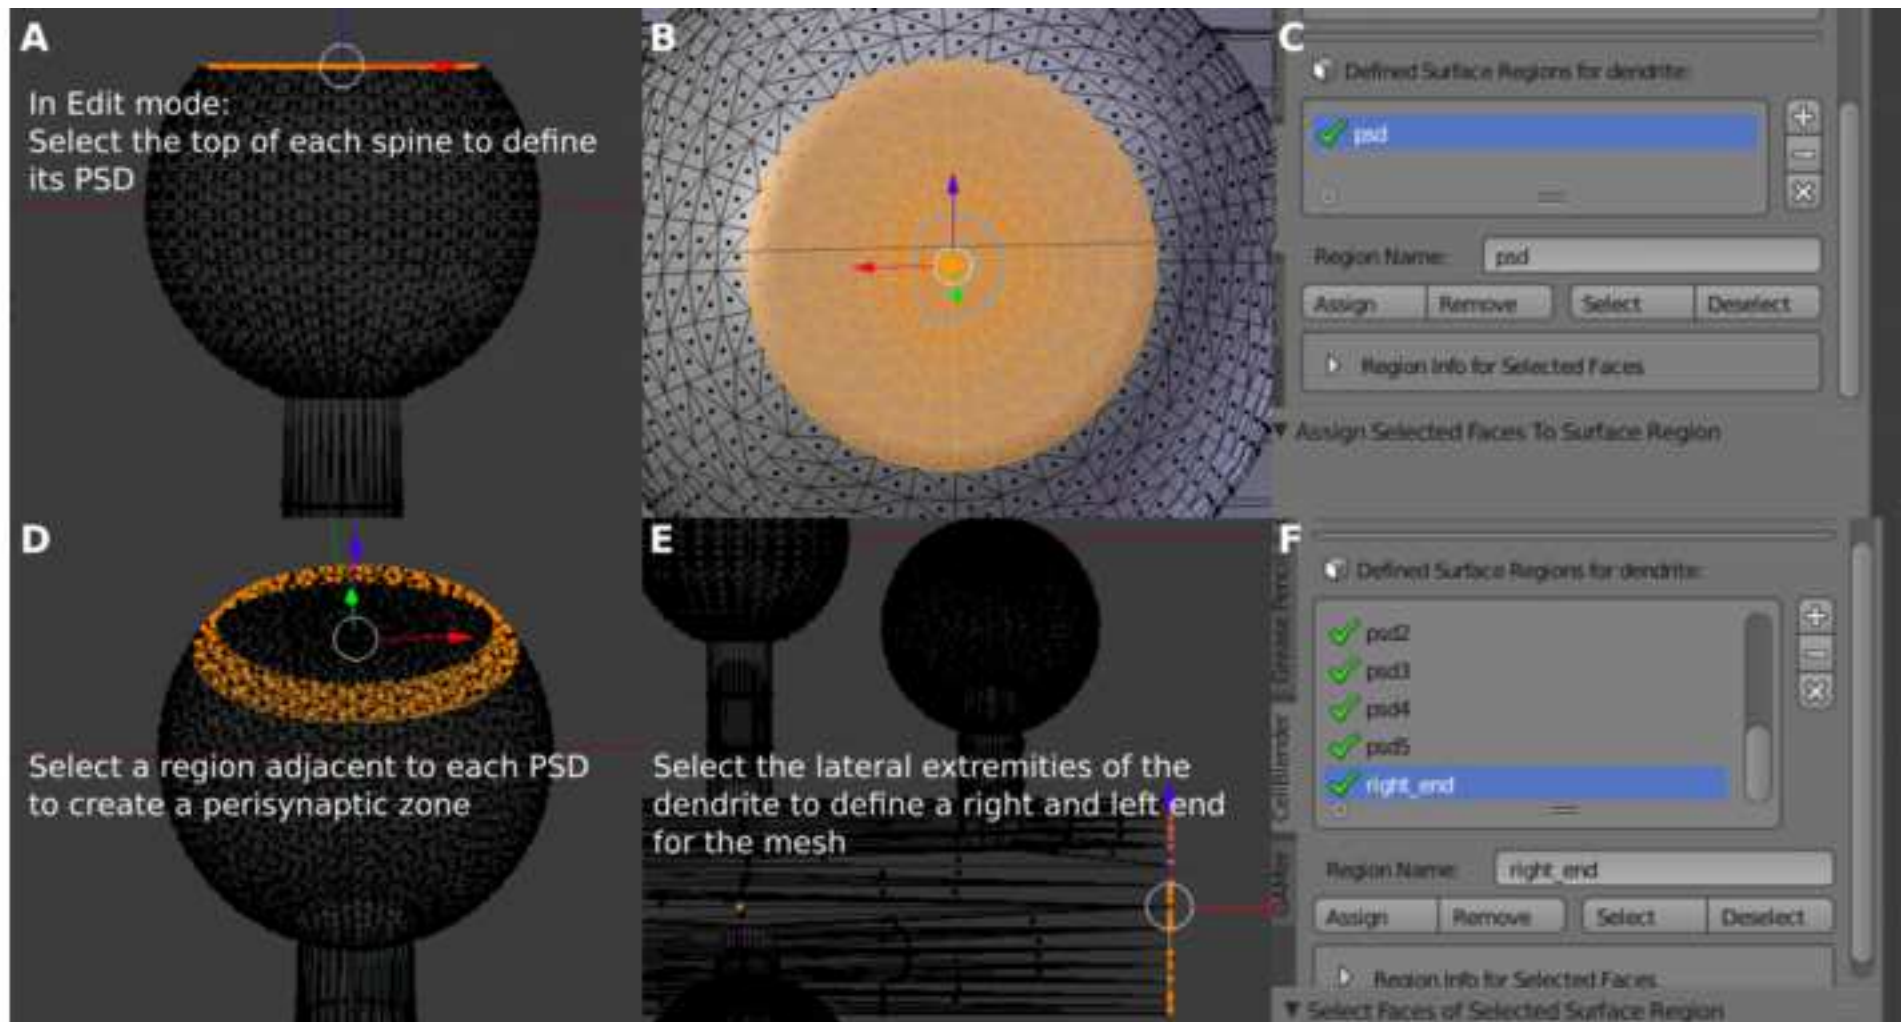 A
In Edit mode:
Select the top of each spine to define
its PSD
B
C
Defined Surface Regions for dendrite:
psd
Region Name: psd
Assign Remove Select Deselect
Region Info for Selected Faces
Assign Selected Faces To Surface Region
D
Select a region adjacent to each PSD
to create a perisynaptic zone
E
Select the lateral extremities of the
dendrite to define a right and left end
for the mesh
Grease Penc
CellBlender
F
Defined Surface Regions for dendrite:
psd2
psd3
psd4
psd5
right_end
Region Name: right_end
Assign Remove Select Deselect
Region Info for Selected Faces
Select Faces of Selected Surface Region